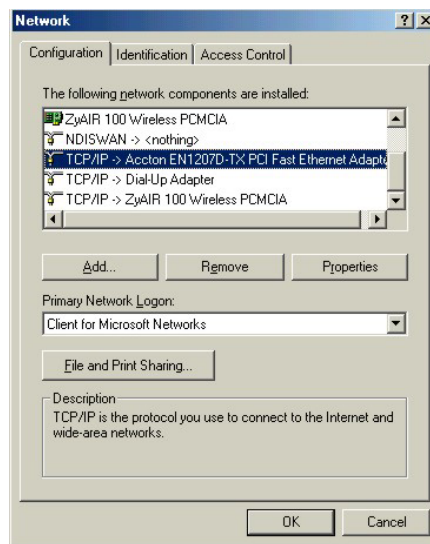 Network
Configuration Identification Access Control
The following network components are installed:
ZyAIR 100 Wireless PCMCIA
NDISWAN -> <nothing>
TCP/IP -> Accton EN1207D-TX PCI Fast Ethernet Adapte
TCP/IP -> Dial-Up Adapter
TCP/IP -> ZyAIR 100 Wireless PCMCIA
Add... Remove Properties
Primary Network Logon:
Client for Microsoft Networks
File and Print Sharing...
Description
TCP/IP is the protocol you use to connect to the Internet and
wide-area networks.
OK Cancel